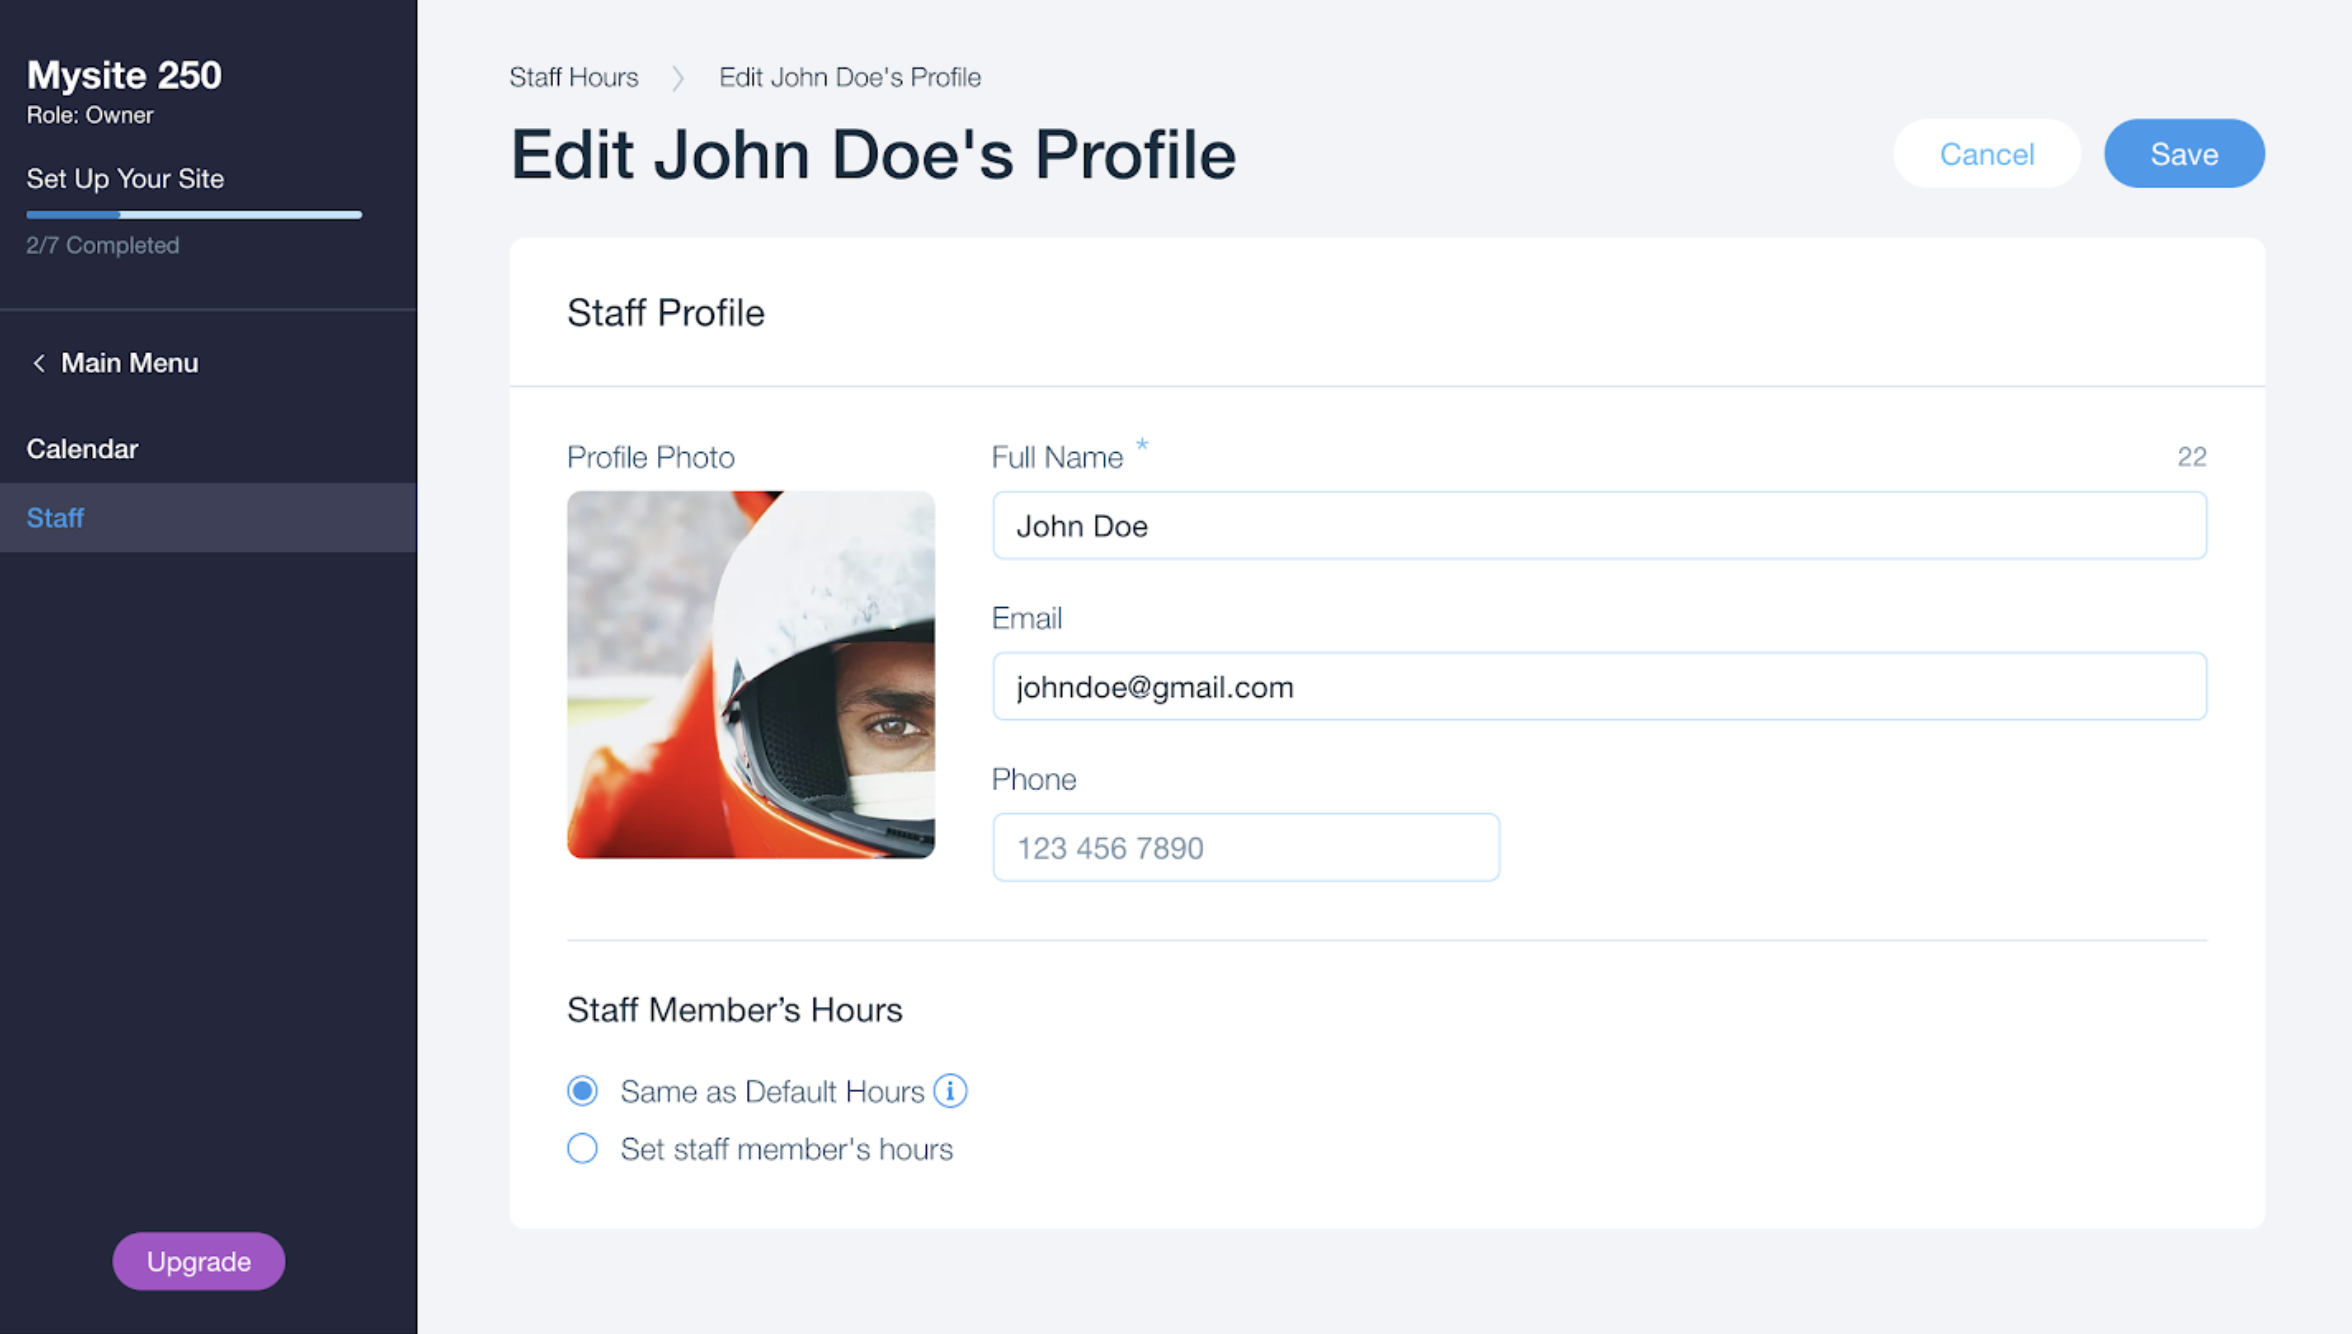 Mysite 250
Role: Owner
Set Up Your Site
2/7 Completed
Main Menu
Calendar
Staff
Upgrade
Staff Hours > Edit John Doe's Profile
Edit John Doe's Profile
Cancel
Save
Staff Profile
Profile Photo
Full Name *
22
John Doe
Email
johndoe@gmail.com
Phone
123 456 7890
Staff Member’s Hours
Same as Default Hours i
Set staff member's hours